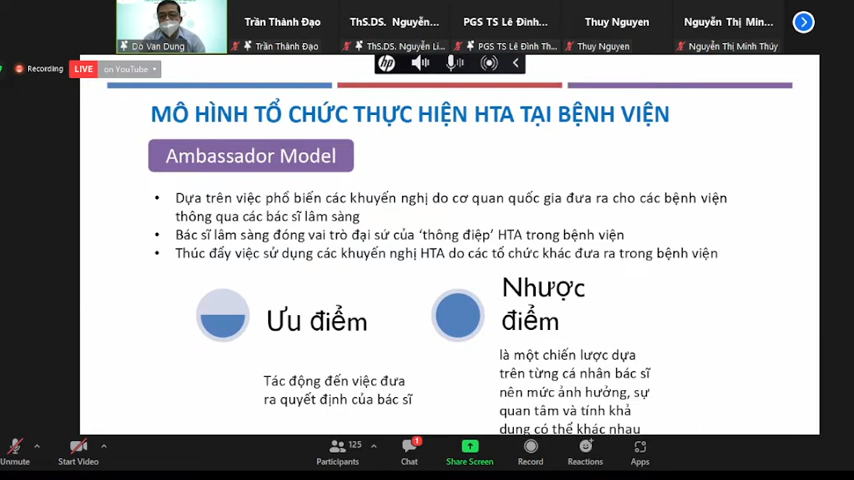 Trần Thành Đạo
ThS.DS. Nguyễn...
PGS TS Lê Đình...
Thuy Nguyen
Nguyễn Thị Minh...
Do Van Dung
Trần Thành Đạo
ThS.DS. Nguyễn Li...
PGS TS Lê Đình Th...
Thuy Nguyen
Nguyễn Thị Minh Thúy
Recording
LIVE
on YouTube
hp
MÔ HÌNH TỔ CHỨC THỰC HIỆN HTA TẠI BỆNH VIỆN
Ambassador Model
• Dựa trên việc phổ biến các khuyến nghị do cơ quan quốc gia đưa ra cho các bệnh viện
thông qua các bác sĩ lâm sàng
• Bác sĩ lâm sàng đóng vai trò đại sứ của ‘thông điệp’ HTA trong bệnh viện
• Thúc đẩy việc sử dụng các khuyến nghị HTA do các tổ chức khác đưa ra trong bệnh viện
Ưu điểm
Tác động đến việc đưa
ra quyết định của bác sĩ
Nhược
điểm
là một chiến lược dựa
trên từng cá nhân bác sĩ
nên mức ảnh hưởng, sự
quan tâm và tính khả
dụng có thể khác nhau
Unmute
Start Video
125
Participants
1
Chat
Share Screen
Record
Reactions
Apps